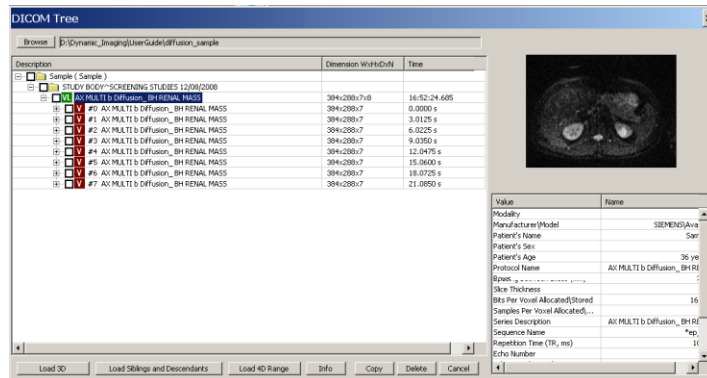 DICOM Tree
Browse D:\Dynamic_Imaging\UserGuide\diffusion_sample
Description Dimension WxHxDxN Time
Sample ( Sample )
STUDY BODY^SCREENING STUDIES 12/08/2008
VL AX MULTI b Diffusion_ BH RENAL MASS 384x288x7x8 16:52:24.685
V #0 AX MULTI b Diffusion_ BH RENAL MASS 384x288x7 0.0000 s
V #1 AX MULTI b Diffusion_ BH RENAL MASS 384x288x7 3.0125 s
V #2 AX MULTI b Diffusion_ BH RENAL MASS 384x288x7 6.0225 s
V #3 AX MULTI b Diffusion_ BH RENAL MASS 384x288x7 9.0350 s
V #4 AX MULTI b Diffusion_ BH RENAL MASS 384x288x7 12.0475 s
V #5 AX MULTI b Diffusion_ BH RENAL MASS 384x288x7 15.0600 s
V #6 AX MULTI b Diffusion_ BH RENAL MASS 384x288x7 18.0725 s
V #7 AX MULTI b Diffusion_ BH RENAL MASS 384x288x7 21.0850 s
Value Name
Modality
Manufacturer\Model SIEMENS\Ava
Patient's Name Sam
Patient's Sex
Patient's Age 36 ye
Protocol Name AX MULTI b Diffusion_ BH RE
Slice Thickness
Bits Per Voxel Allocated\Stored 16
Samples Per Voxel Allocated\...
Series Description AX MULTI b Diffusion_ BH RE
Sequence Name *ep_
Repetition Time (TR, ms) 10
Echo Number
Load 3D Load Siblings and Descendants Load 4D Range Info Copy Delete Cancel